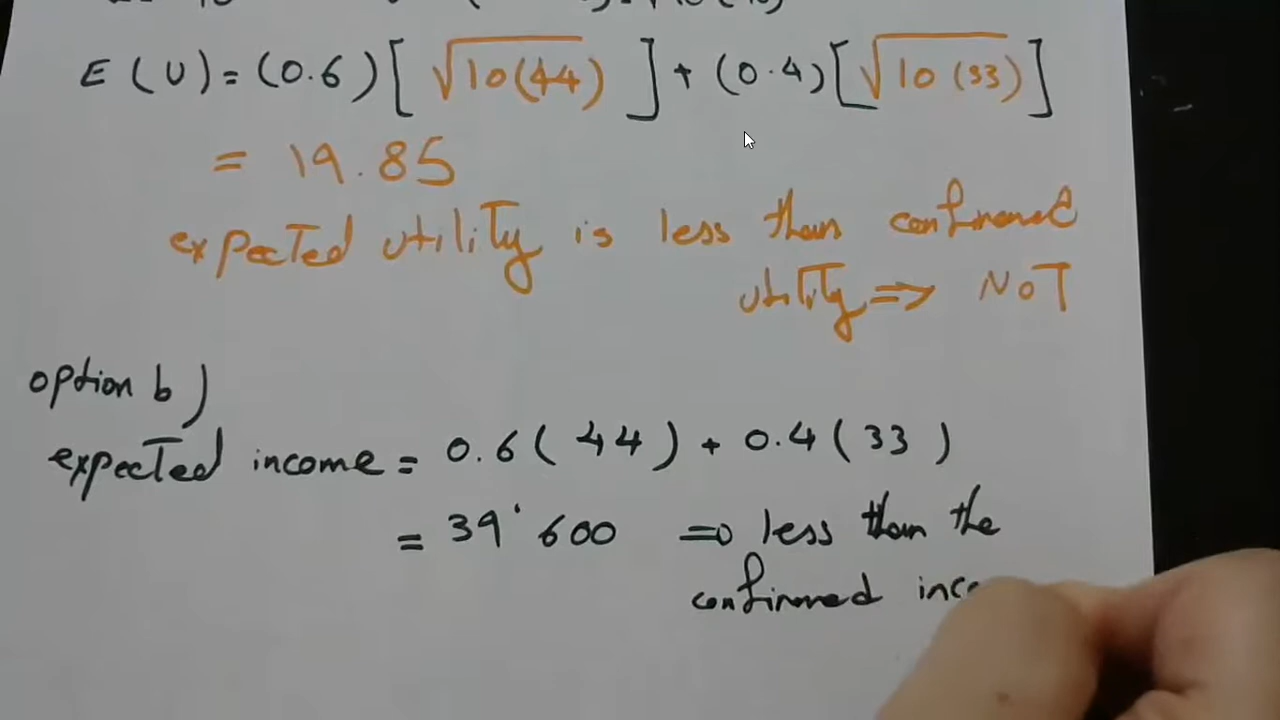 E(U) = (0.6) [ √10(44) ] + (0.4) [ √10(33) ]
= 19.85
expected utility is less than confirmed
utility => NOT
option b)
expected income = 0.6(44) + 0.4(33)
= 39'600 => less than the
confirmed inco